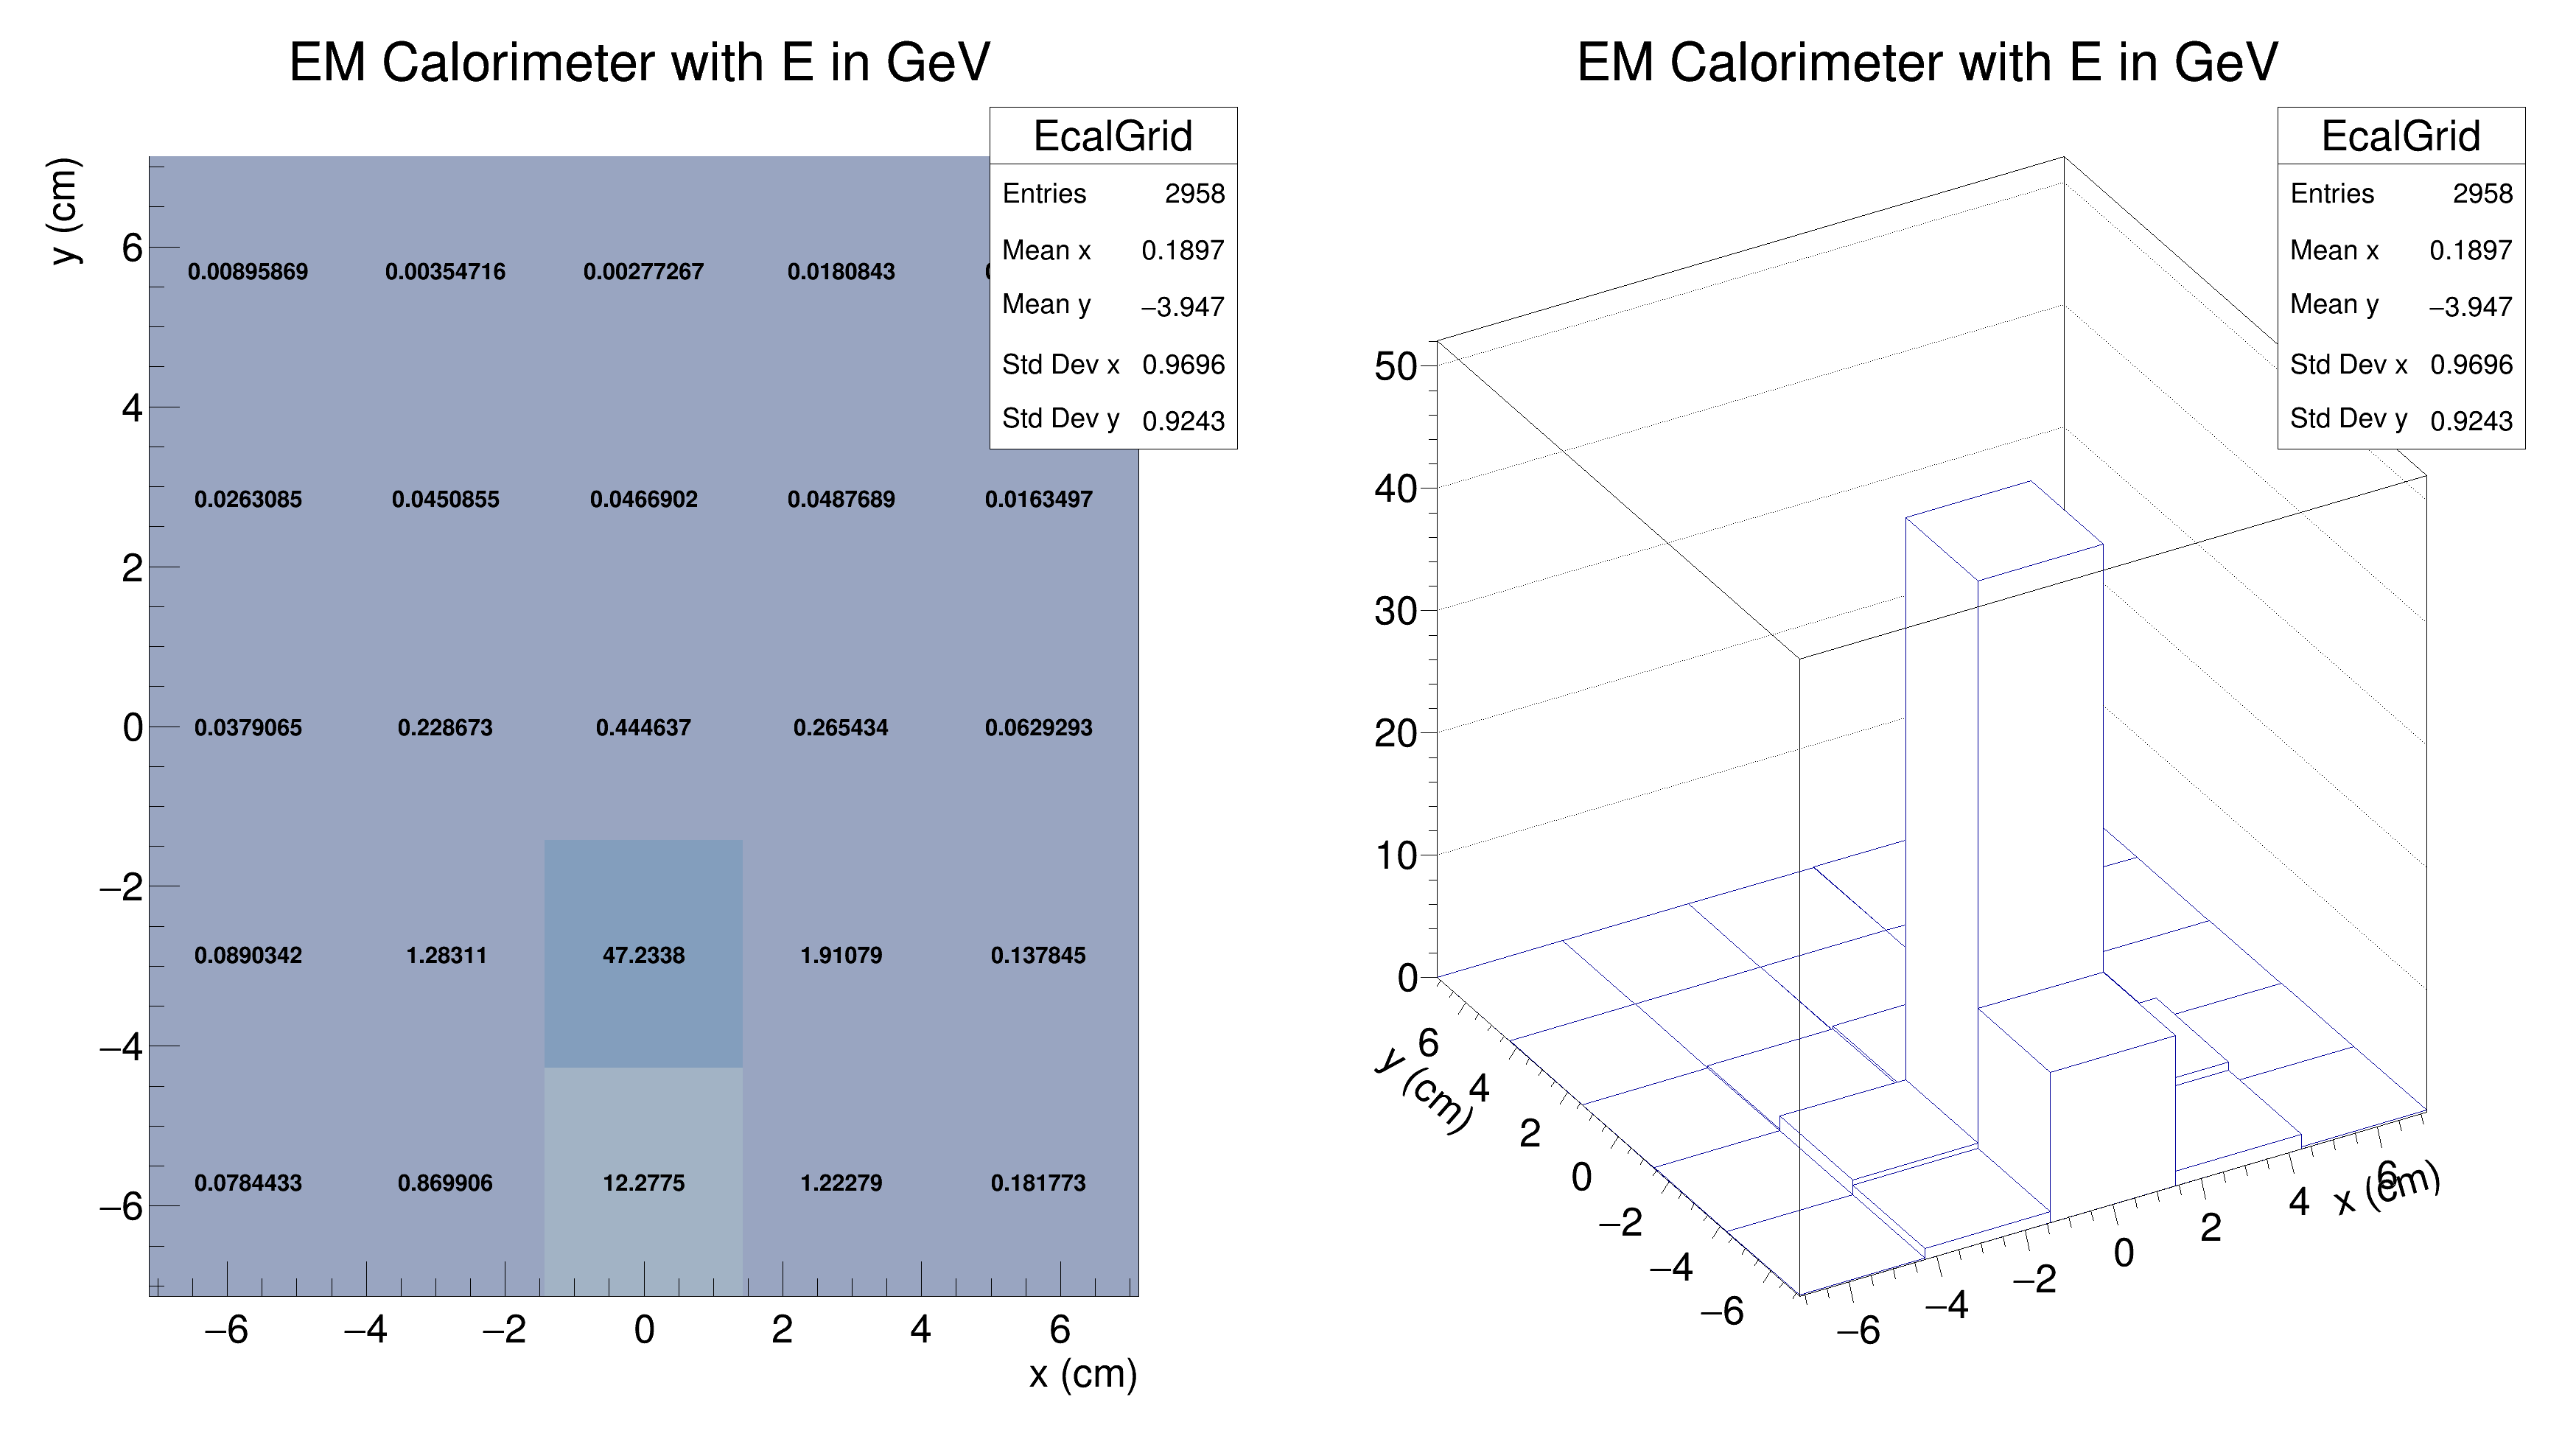 EM Calorimeter with E in GeV
EcalGrid
Entries 2958
Mean x 0.1897
Mean y −3.947
Std Dev x 0.9696
Std Dev y 0.9243
y (cm)
6
4
2
0
−2
−4
−6
0.00895869 0.00354716 0.00277267 0.0180843
0.0263085 0.0450855 0.0466902 0.0487689 0.0163497
0.0379065 0.228673 0.444637 0.265434 0.0629293
0.0890342 1.28311 47.2338 1.91079 0.137845
0.0784433 0.869906 12.2775 1.22279 0.181773
−6 −4 −2 0 2 4 6
x (cm)
EM Calorimeter with E in GeV
EcalGrid
Entries 2958
Mean x 0.1897
Mean y −3.947
Std Dev x 0.9696
Std Dev y 0.9243
50
40
30
20
10
0
y (cm)
6
4
2
0
−2
−4
−6
−6 −4 −2 0 2 4 6
x (cm)